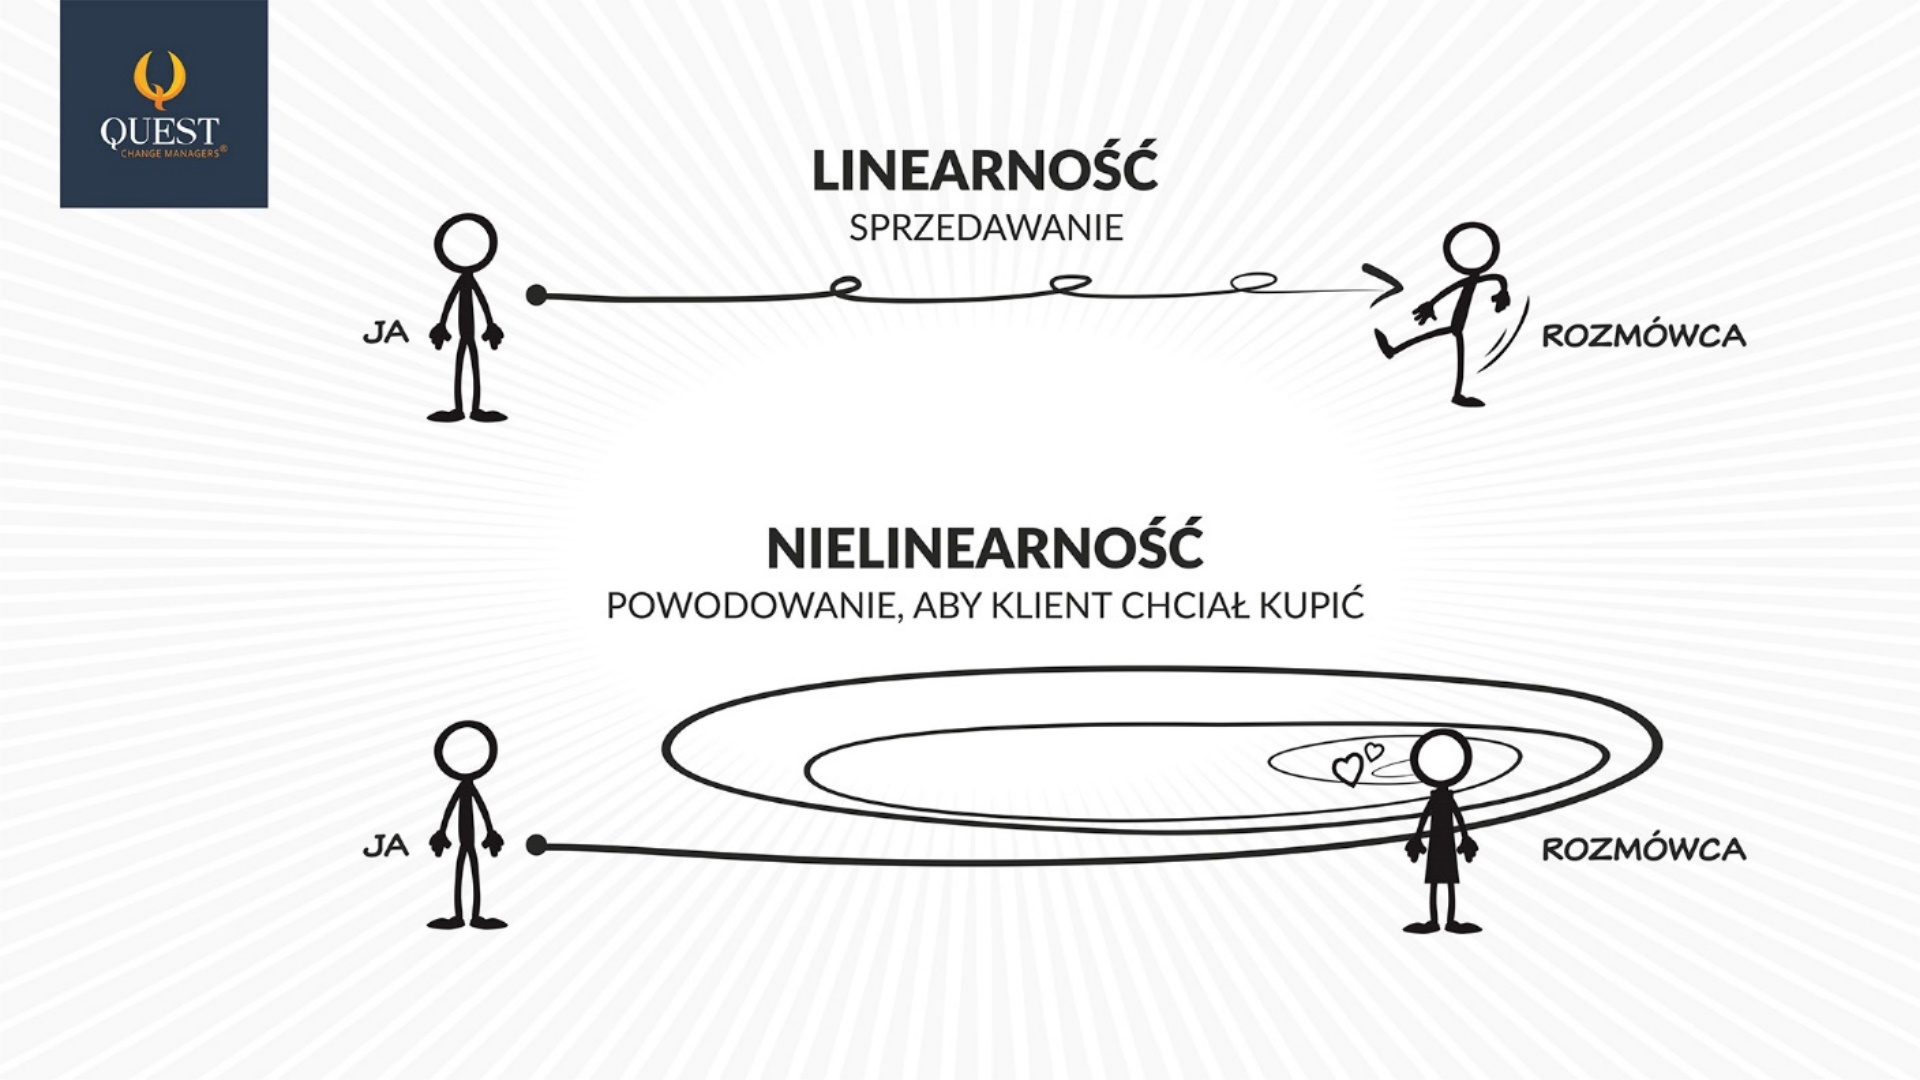 QUEST
CHANGE MANAGERS®
LINEARNOŚĆ
SPRZEDAWANIE
JA
ROZMÓWCA
NIELINEARNOŚĆ
POWODOWANIE, ABY KLIENT CHCIAŁ KUPIĆ
JA
ROZMÓWCA